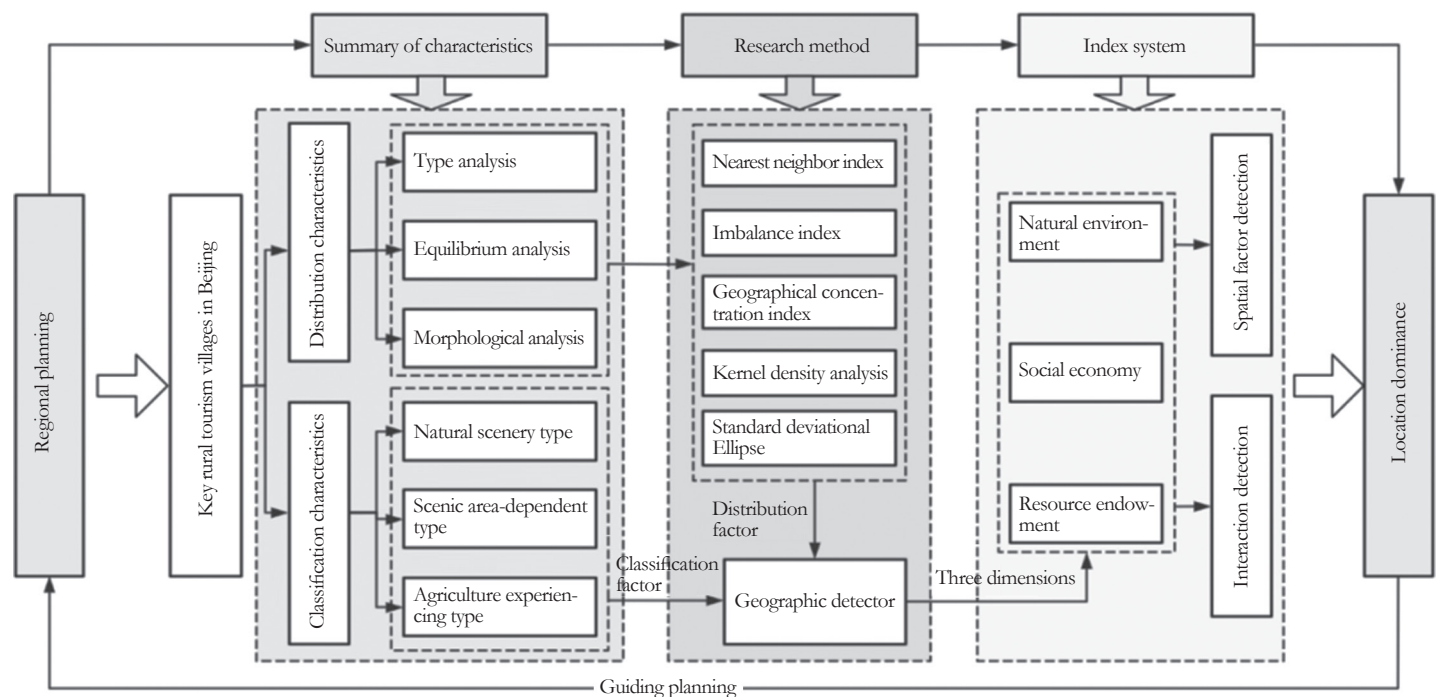 Summary of characteristics
Research method
Index system
Regional planning
Key rural tourism villages in Beijing
Distribution characteristics
Type analysis
Equilibrium analysis
Morphological analysis
Classification characteristics
Natural scenery type
Scenic area-dependent
type
Agriculture experien-
cing type
Classification
factor
Nearest neighbor index
Imbalance index
Geographical concen-
tration index
Kernel density analysis
Standard deviational
Ellipse
Distribution
factor
Geographic detector
Three dimensions
Natural environ-
ment
Social economy
Resource endow-
ment
Spatial factor detection
Interaction detection
Location dominance
Guiding planning